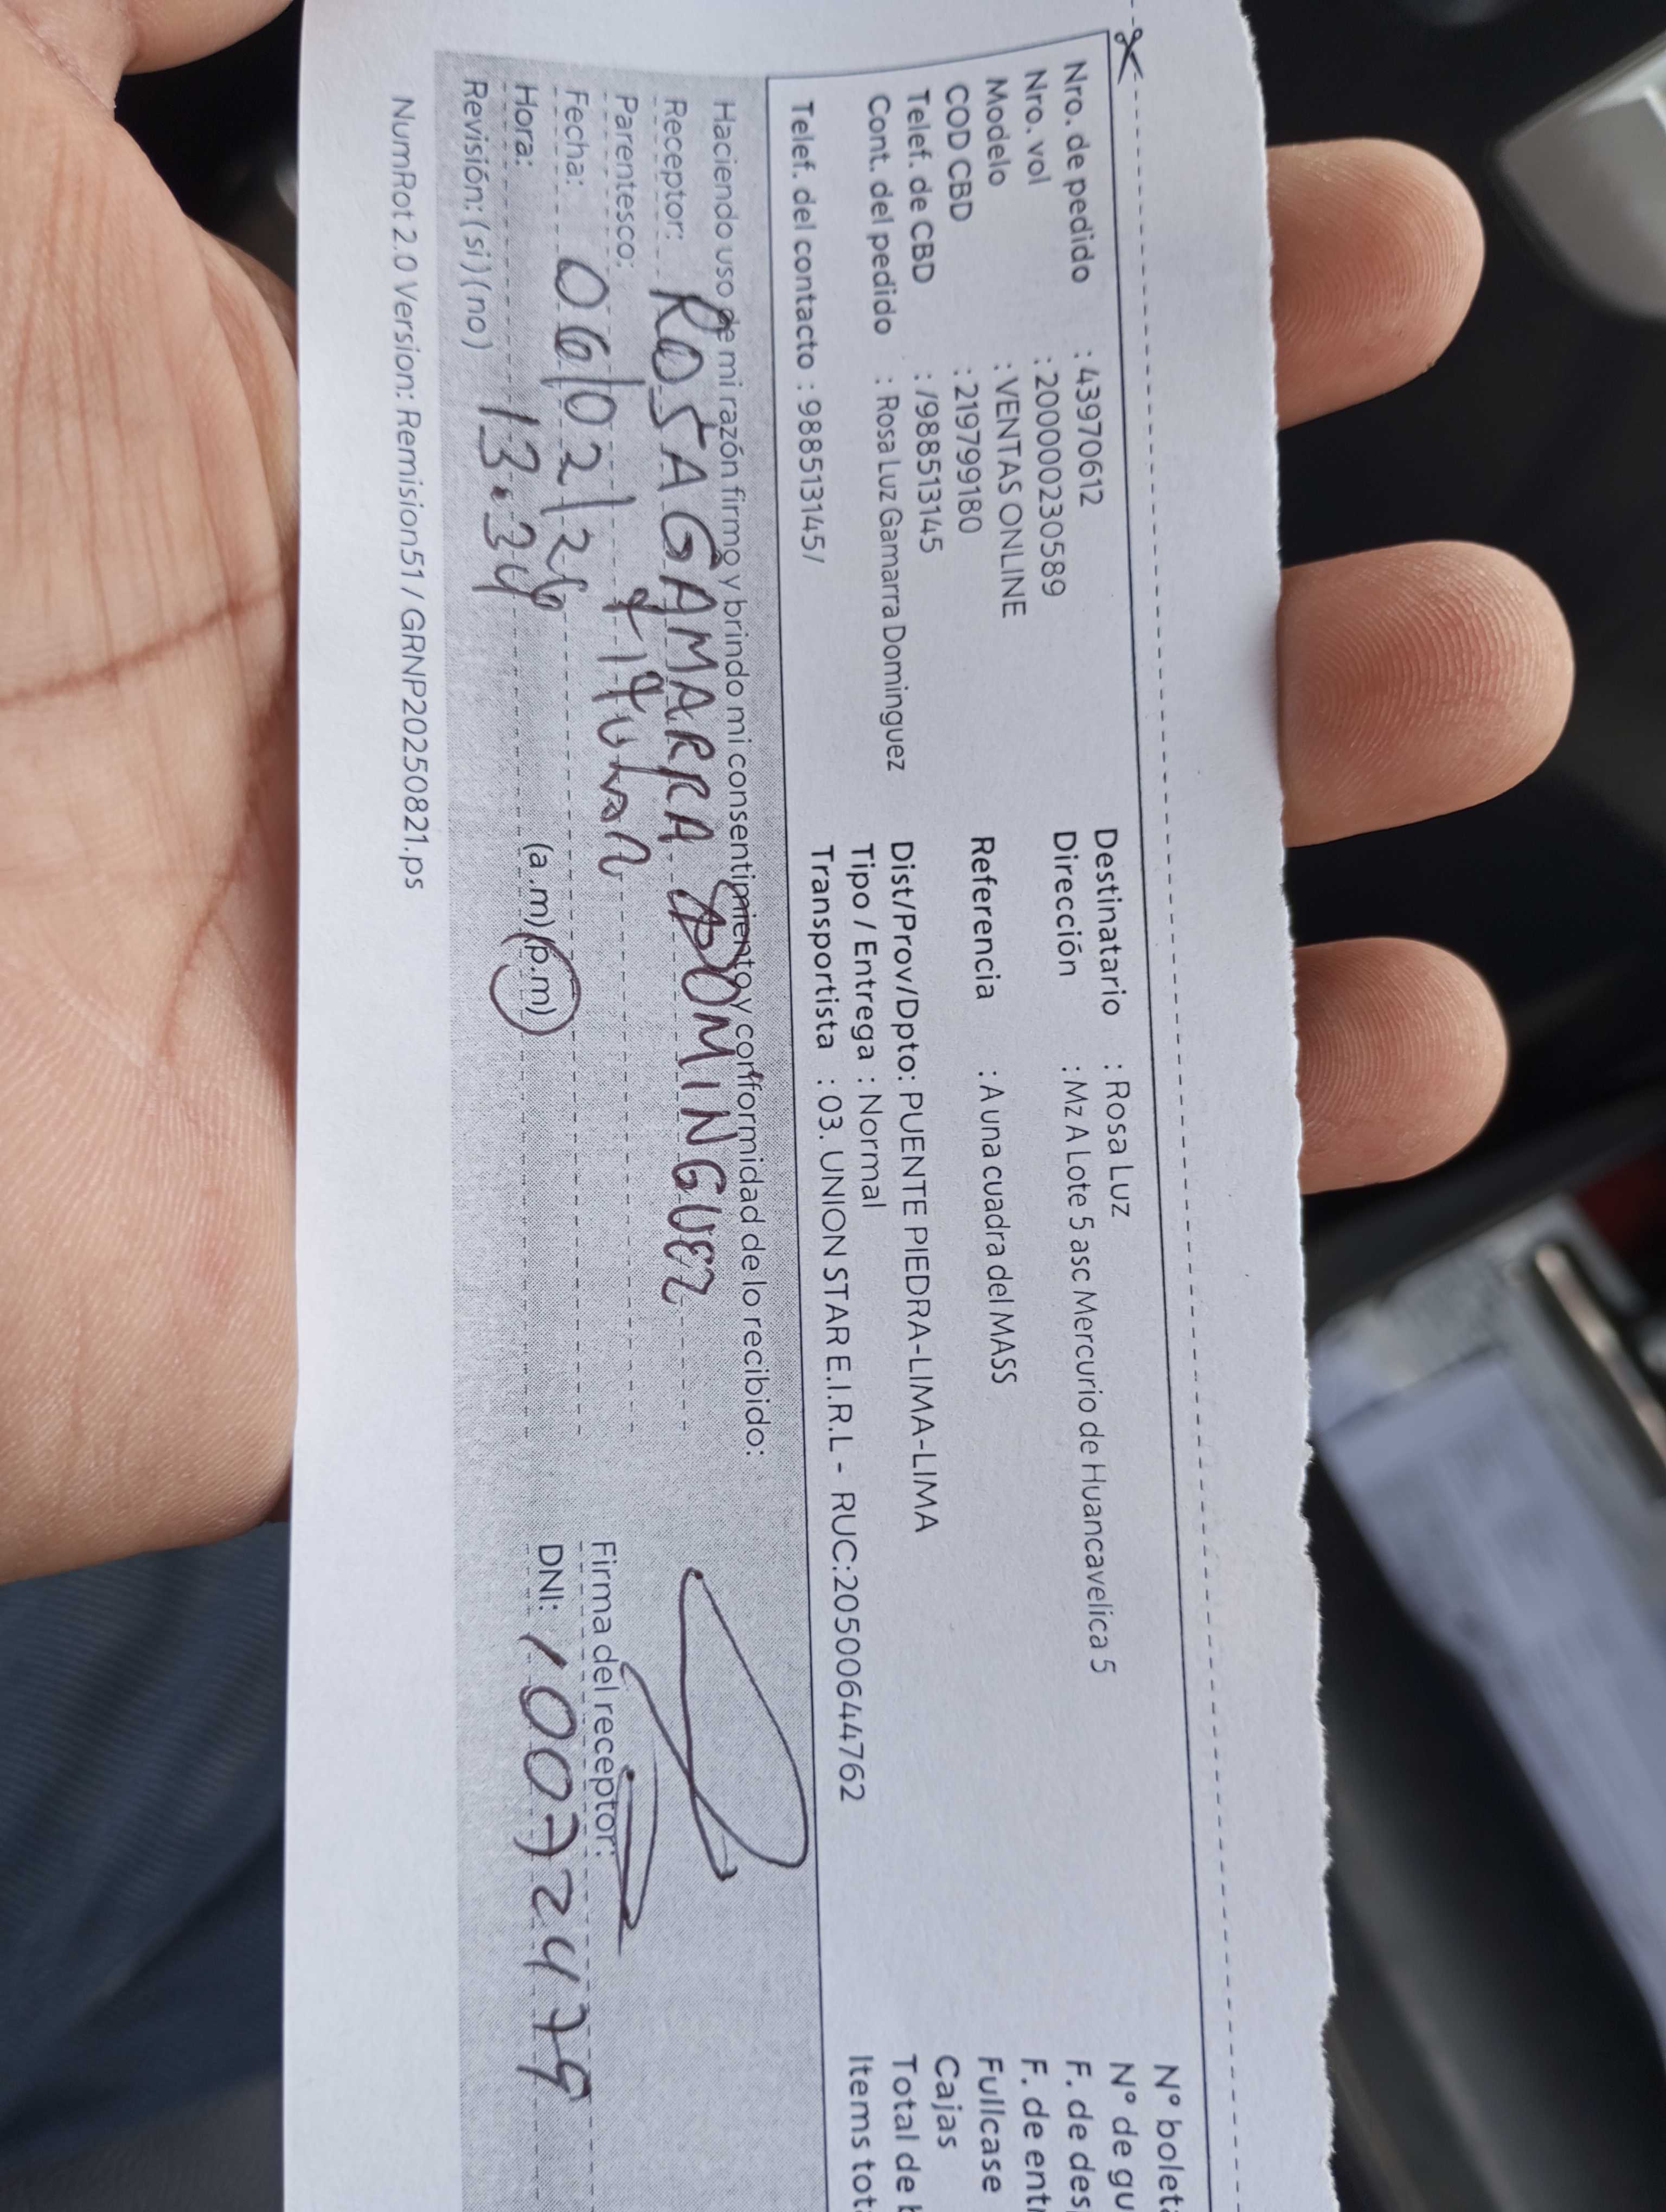 Nro. de pedido : 43970612
Nro. vol : 2000000230589
Modelo : VENTAS ONLINE
COD CBD : 219799180
Telef. de CBD : /988513145
Cont. del pedido : Rosa Luz Gamarra Dominguez
Telef. del contacto : 988513145/
Destinatario : Rosa Luz
Dirección : Mz A Lote 5 asc Mercurio de Huancavelica 5
Referencia : A una cuadra del MASS
Dist/Prov/Dpto: PUENTE PIEDRA-LIMA-LIMA
Tipo / Entrega : Normal
Transportista : 03. UNION STAR E.I.R.L - RUC:20500644762
N° bolet
N° de gu
F. de des
F. de ent
Fullcase
Cajas
Total de
Items tot
Haciendo uso de mi razón firmo y brindo mi consentimiento y conformidad de lo recibido:
Receptor: ROSA GAMARRA DOMINGUEZ
Parentesco: titular
Fecha: 06/02/26
Hora: 13:34 (a.m) (p.m)
Revisión: (si) (no)
Firma del receptor:
DNI: 10072479
NumRot 2.0 Version: Remision51 / GRNP20250821.ps